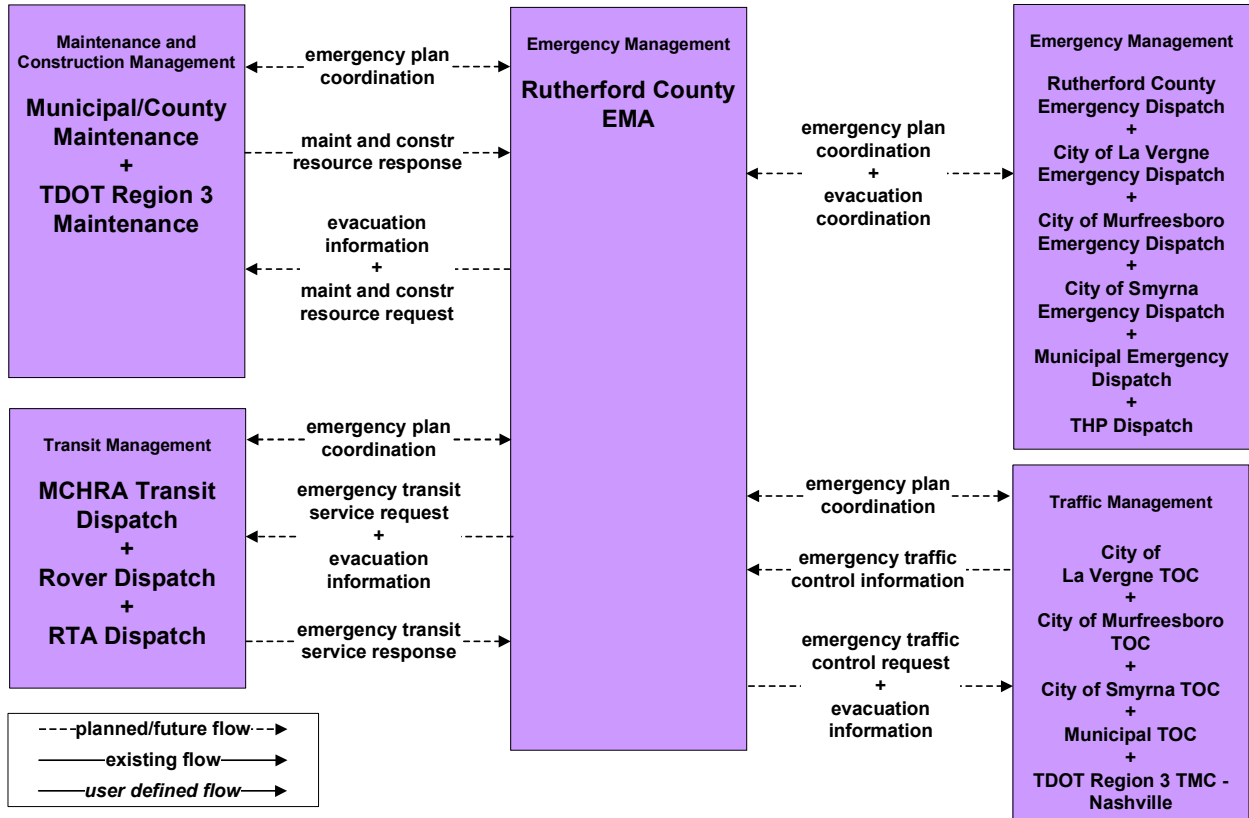 Maintenance and
Construction Management
Municipal/County
Maintenance
+
TDOT Region 3
Maintenance
emergency plan
coordination
maint and constr
resource response
evacuation
information
+
maint and constr
resource request
Emergency Management
Rutherford County
EMA
emergency plan
coordination
+
evacuation
coordination
Emergency Management
Rutherford County
Emergency Dispatch
+
City of La Vergne
Emergency Dispatch
+
City of Murfreesboro
Emergency Dispatch
+
City of Smyrna
Emergency Dispatch
+
Municipal Emergency
Dispatch
+
THP Dispatch
Transit Management
MCHRA Transit
Dispatch
+
Rover Dispatch
+
RTA Dispatch
emergency plan
coordination
emergency transit
service request
+
evacuation
information
emergency transit
service response
emergency plan
coordination
emergency traffic
control information
emergency traffic
control request
+
evacuation
information
Traffic Management
City of
La Vergne TOC
+
City of Murfreesboro
TOC
+
City of Smyrna TOC
+
Municipal TOC
+
TDOT Region 3 TMC -
Nashville
planned/future flow
existing flow
user defined flow